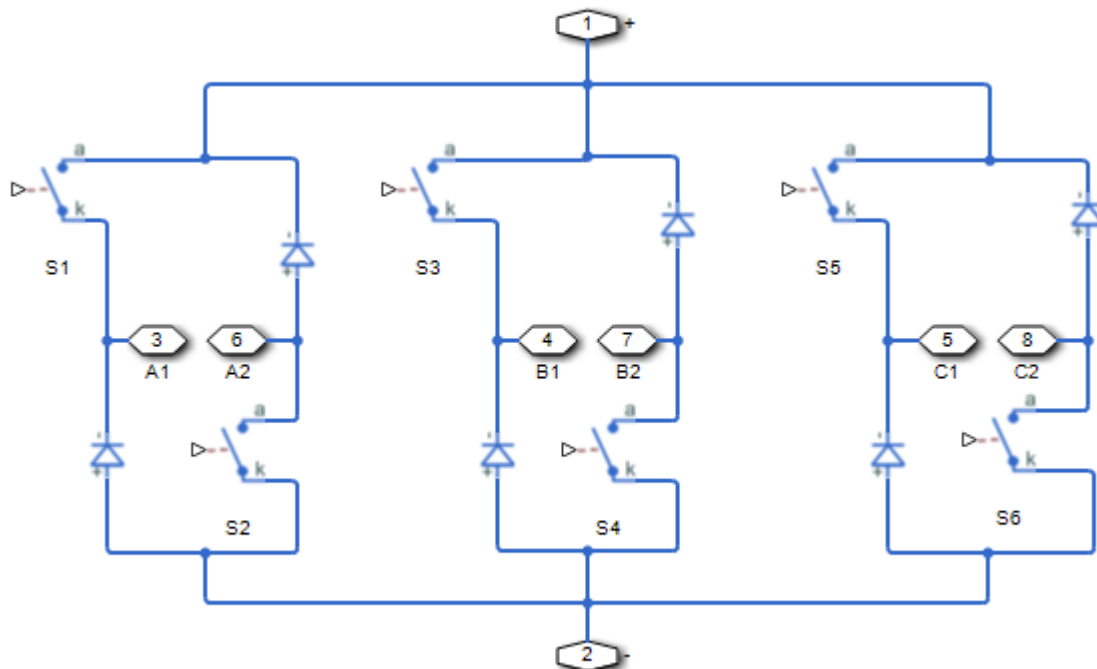 1 +
a a a
k k k
S1 S3 S5
- - -
+ + +
3 6 4 7 5 8
A1 A2 B1 B2 C1 C2
a a a
- - -
k k k
+ + +
S2 S4 S6
2 -